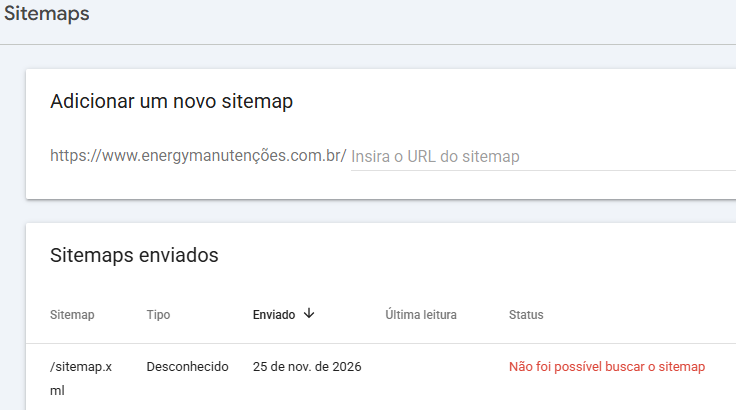 Sitemaps
Adicionar um novo sitemap
https://www.energymanutenções.com.br/ Insira o URL do sitemap
Sitemaps enviados
Sitemap Tipo Enviado ↓ Última leitura Status
/sitemap.x Desconhecido 25 de nov. de 2026 Não foi possível buscar o sitemap
ml